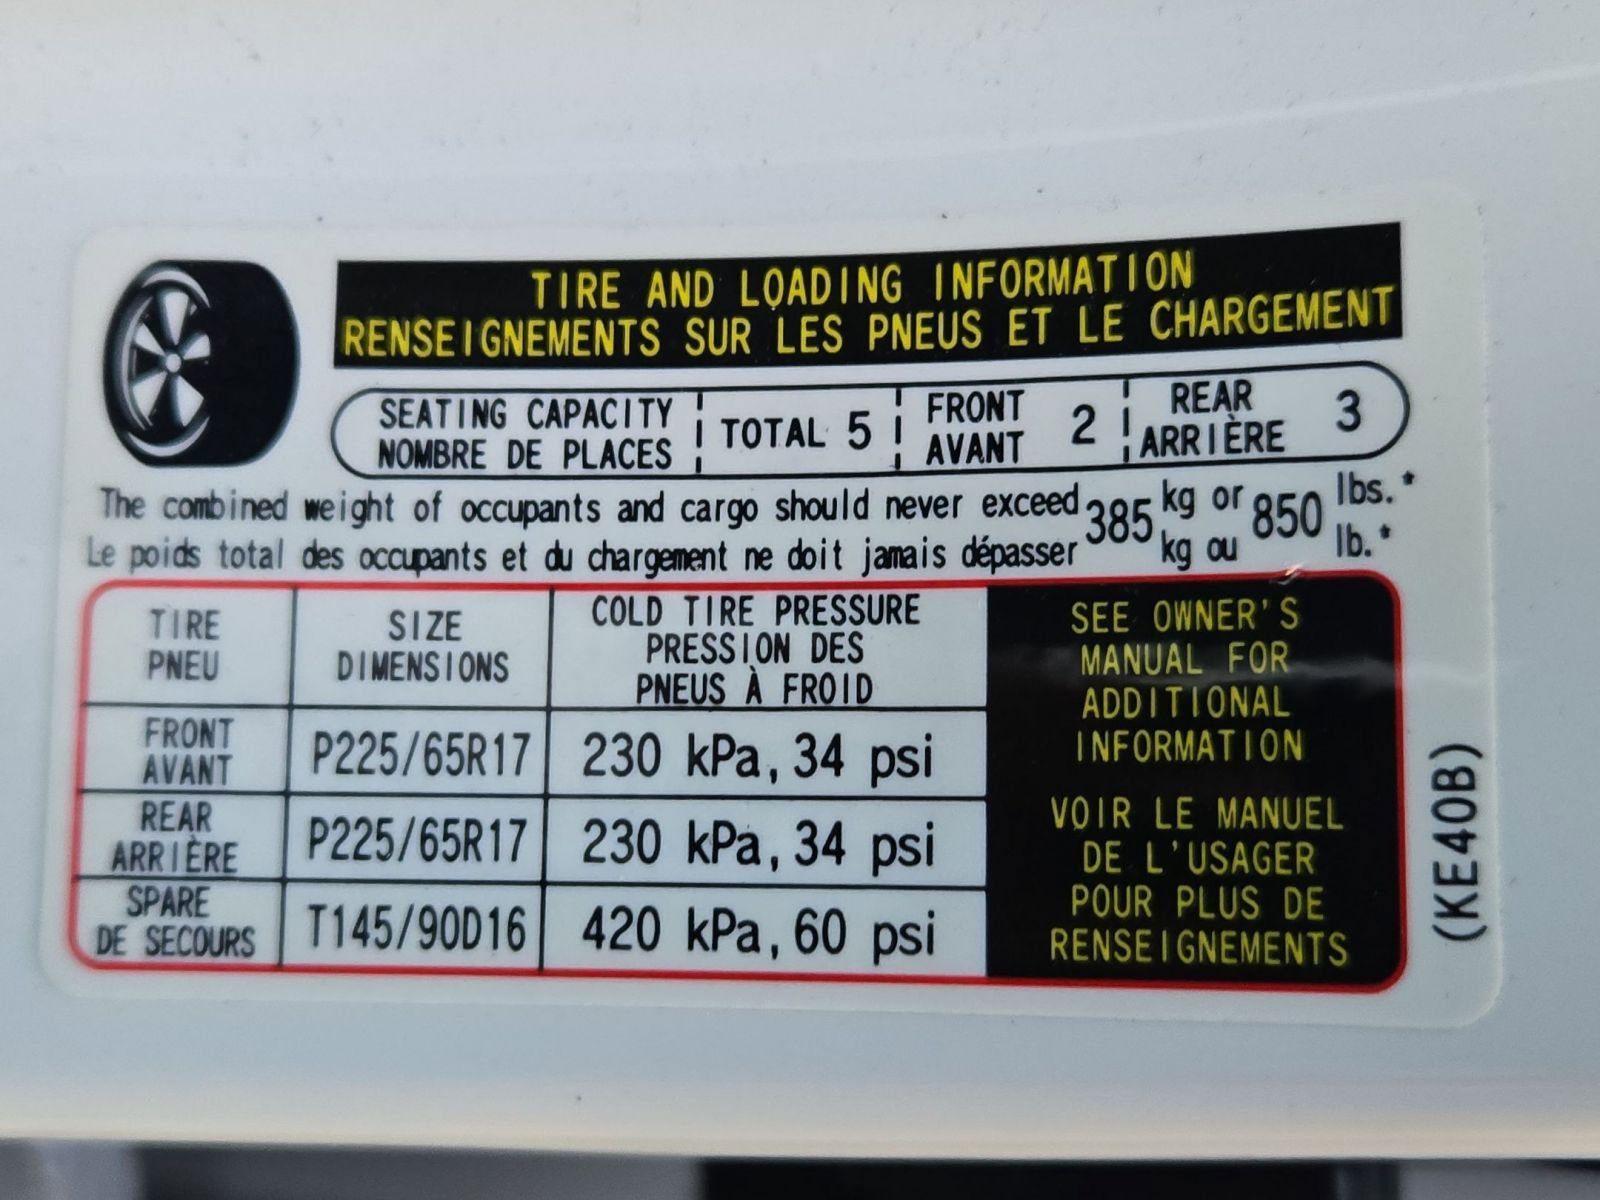 TIRE AND LOADING INFORMATION
RENSEIGNEMENTS SUR LES PNEUS ET LE CHARGEMENT
SEATING CAPACITY TOTAL 5 FRONT 2 REAR 3
NOMBRE DE PLACES AVANT ARRIÈRE
The combined weight of occupants and cargo should never exceed 385 kg or 850 lbs.*
Le poids total des occupants et du chargement ne doit jamais dépasser kg ou lb.*
TIRE
PNEU
SIZE
DIMENSIONS
COLD TIRE PRESSURE
PRESSION DES
PNEUS À FROID
FRONT
AVANT
P225/65R17
230 kPa, 34 psi
REAR
ARRIÈRE
P225/65R17
230 kPa, 34 psi
SPARE
DE SECOURS
T145/90D16
420 kPa, 60 psi
SEE OWNER'S
MANUAL FOR
ADDITIONAL
INFORMATION
VOIR LE MANUEL
DE L'USAGER
POUR PLUS DE
RENSEIGNEMENTS
(KE40B)